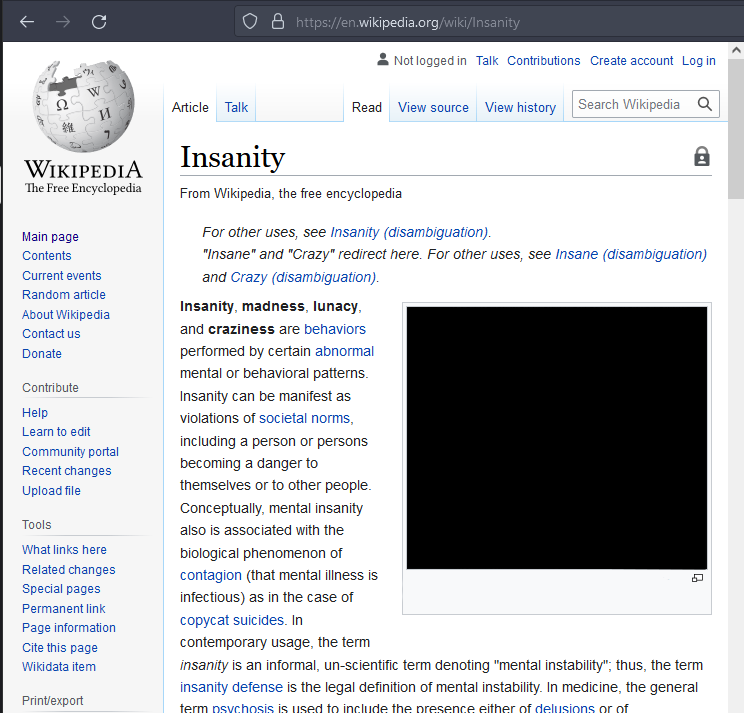 https://en.wikipedia.org/wiki/Insanity
Not logged in Talk Contributions Create account Log in
Article Talk Read View source View history Search Wikipedia
Ω W И 維
WIKIPEDIA
The Free Encyclopedia
Main page
Contents
Current events
Random article
About Wikipedia
Contact us
Donate
Contribute
Help
Learn to edit
Community portal
Recent changes
Upload file
Tools
What links here
Related changes
Special pages
Permanent link
Page information
Cite this page
Wikidata item
Print/export
Insanity
From Wikipedia, the free encyclopedia
For other uses, see Insanity (disambiguation).
"Insane" and "Crazy" redirect here. For other uses, see Insane (disambiguation)
and Crazy (disambiguation).
Insanity, madness, lunacy,
and craziness are behaviors
performed by certain abnormal
mental or behavioral patterns.
Insanity can be manifest as
violations of societal norms,
including a person or persons
becoming a danger to
themselves or to other people.
Conceptually, mental insanity
also is associated with the
biological phenomenon of
contagion (that mental illness is
infectious) as in the case of
copycat suicides. In
contemporary usage, the term
insanity is an informal, un-scientific term denoting "mental instability"; thus, the term
insanity defense is the legal definition of mental instability. In medicine, the general
term psychosis is used to include the presence either of delusions or of